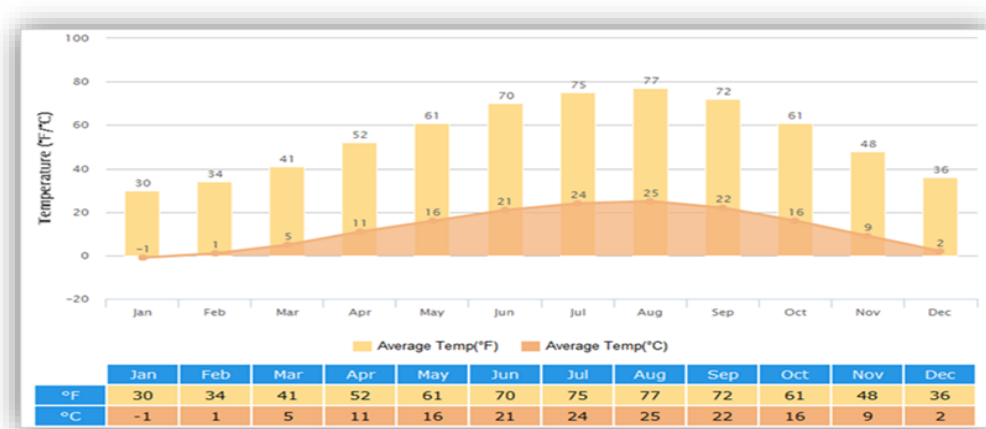 100
80
60
40
20
0
-20
Temperature (°F/°C)
30 34 41 52 61 70 75 77 72 61 48 36
-1 1 5 11 16 21 24 25 22 16 9 2
Jan Feb Mar Apr May Jun Jul Aug Sep Oct Nov Dec
Average Temp(°F) Average Temp(°C)
Jan Feb Mar Apr May Jun Jul Aug Sep Oct Nov Dec
°F 30 34 41 52 61 70 75 77 72 61 48 36
°C -1 1 5 11 16 21 24 25 22 16 9 2